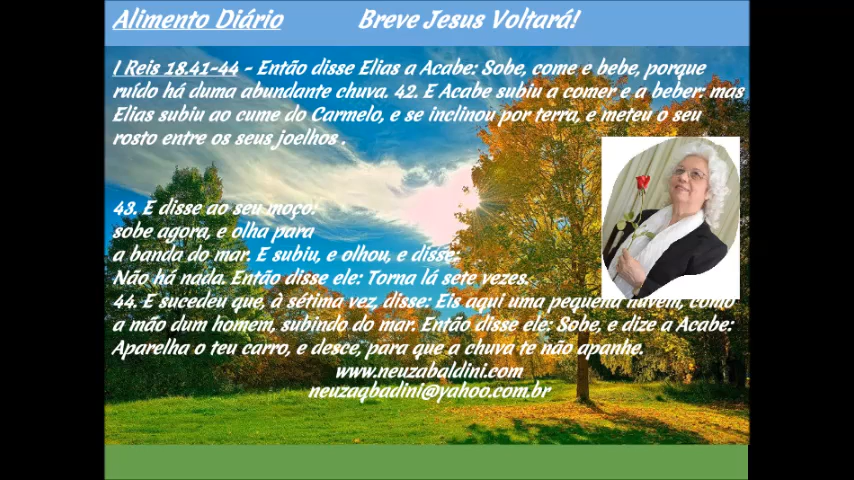 Alimento Diário Breve Jesus Voltará!
I Reis 18.41-44 - Então disse Elias a Acabe: Sobe, come e bebe, porque
ruído há duma abundante chuva. 42. E Acabe subiu a comer e a beber: mas
Elias subiu ao cume do Carmelo, e se inclinou por terra, e meteu o seu
rosto entre os seus joelhos .
43. E disse ao seu moço:
sobe agora, e olha para
a banda do mar. E subiu, e olhou, e disse:
Não há nada. Então disse ele: Torna lá sete vezes.
44. E sucedeu que, à sétima vez, disse: Eis aqui uma pequena nuvem, como
a mão dum homem, subindo do mar. Então disse ele: Sobe, e dize a Acabe:
Aparelha o teu carro, e desce, para que a chuva te não apanhe.
www.neuzabaldini.com
neuzaqbadini@yahoo.com.br